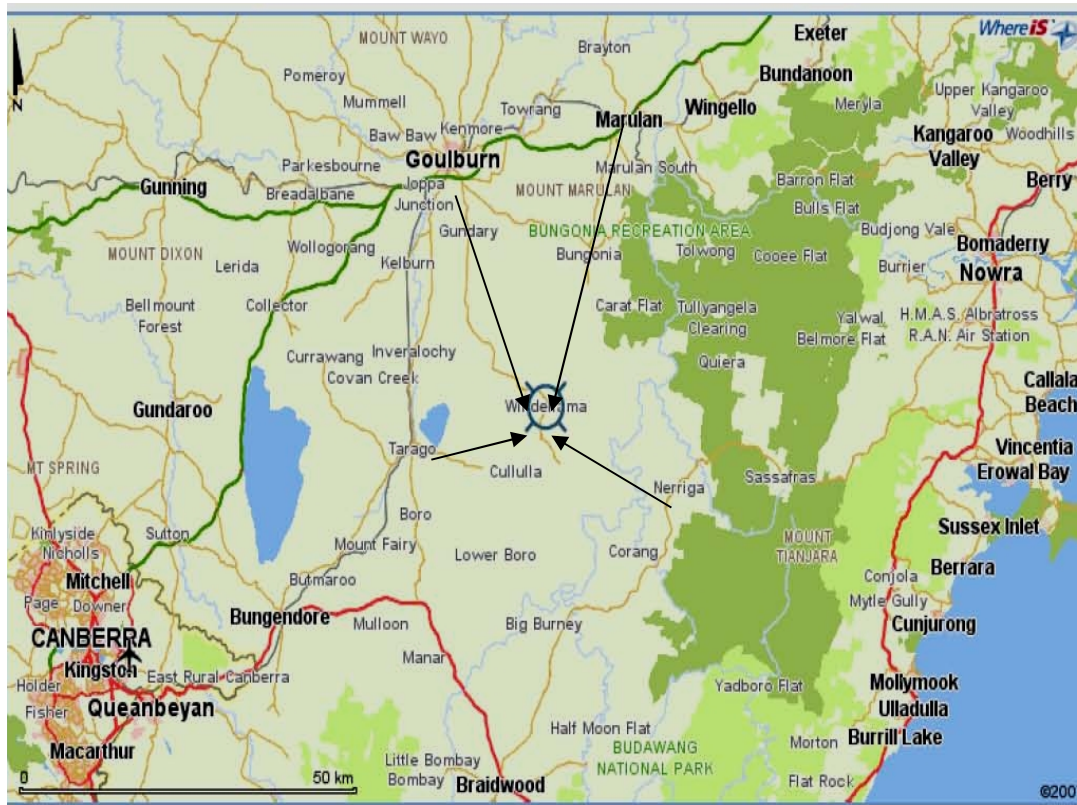 WhereiS
N
MOUNT WAYO
Brayton
Exeter
Bundanoon
Pomeroy
Mummell
Towrang
Marulan
Wingello
Meryla
Upper Kangaroo
Valley
Baw Baw
Kenmore
Kangaroo
Valley
Woodhills
Goulburn
Parkesbourne
Marulan South
Gunning
Breadalbane
Joppa
Junction
MOUNT MARULAN
Barron Flat
Berry
Bulls Flat
Gundary
BUNGONIA RECREATION AREA
Budjong Vale
MOUNT DIXON
Wollogorang
Kelburn
Bungonia
Tolwong
Cooee Flat
Bomaderry
Lerida
Burrier
Nowra
Bellmount
Forest
Collector
Carat Flat
Tullyangela
Clearing
Yalwal
Belmore Flat
H.M.A.S. Albratross
R.A.N. Air Station
Currawang
Inveralochy
Covan Creek
Quiera
Callala
Beach
Gundaroo
Windellama
Vincentia
Erowal Bay
MT SPRING
Tarago
Cullulla
Nerriga
Sassafras
Kinlyside
Nicholls
Sutton
Boro
Mount Fairy
Lower Boro
Corang
MOUNT
TIANJARA
Sussex Inlet
Berrara
Mitchell
Page
Downer
Butmaroo
Conjola
Mytle Gully
Cunjurong
CANBERRA
Bungendore
Mulloon
Big Burney
Kingston
Holder
Fisher
East Rural Canberra
Manar
Yadboro Flat
Mollymook
Ulladulla
Queanbeyan
Half Moon Flat
Morton
Burrill Lake
Macarthur
Little Bombay
Bombay
BUDAWANG
NATIONAL PARK
Braidwood
Flat Rock
0
50 km
©200